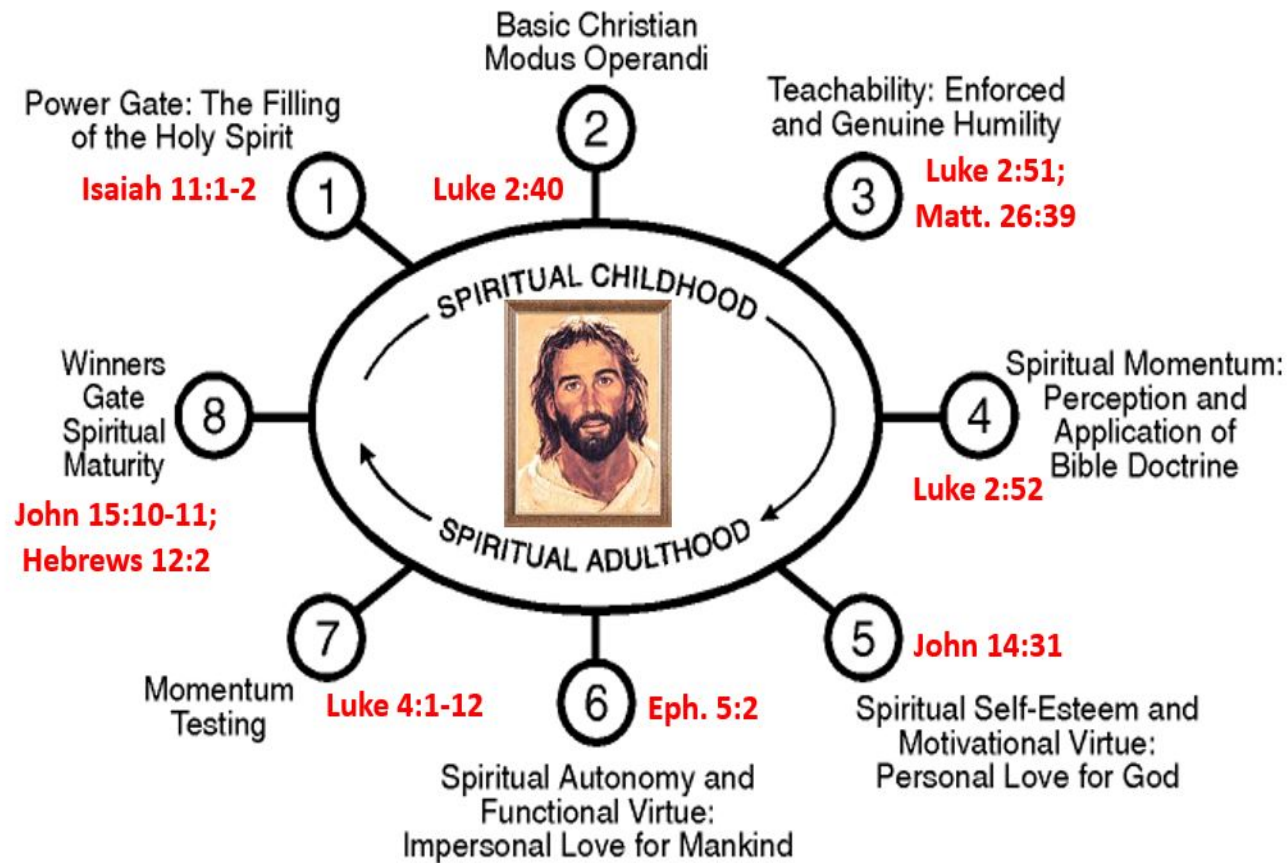 Basic Christian
Modus Operandi
2
Luke 2:40
Power Gate: The Filling
of the Holy Spirit
1
Isaiah 11:1-2
Teachability: Enforced
and Genuine Humility
3
Luke 2:51;
Matt. 26:39
SPIRITUAL CHILDHOOD
Spiritual Momentum:
Perception and
Application of
Bible Doctrine
4
Luke 2:52
SPIRITUAL ADULTHOOD
5
John 14:31
Spiritual Self-Esteem and
Motivational Virtue:
Personal Love for God
6
Eph. 5:2
Spiritual Autonomy and
Functional Virtue:
Impersonal Love for Mankind
7
Momentum
Testing
Luke 4:1-12
Winners
Gate
Spiritual
Maturity
8
John 15:10-11;
Hebrews 12:2